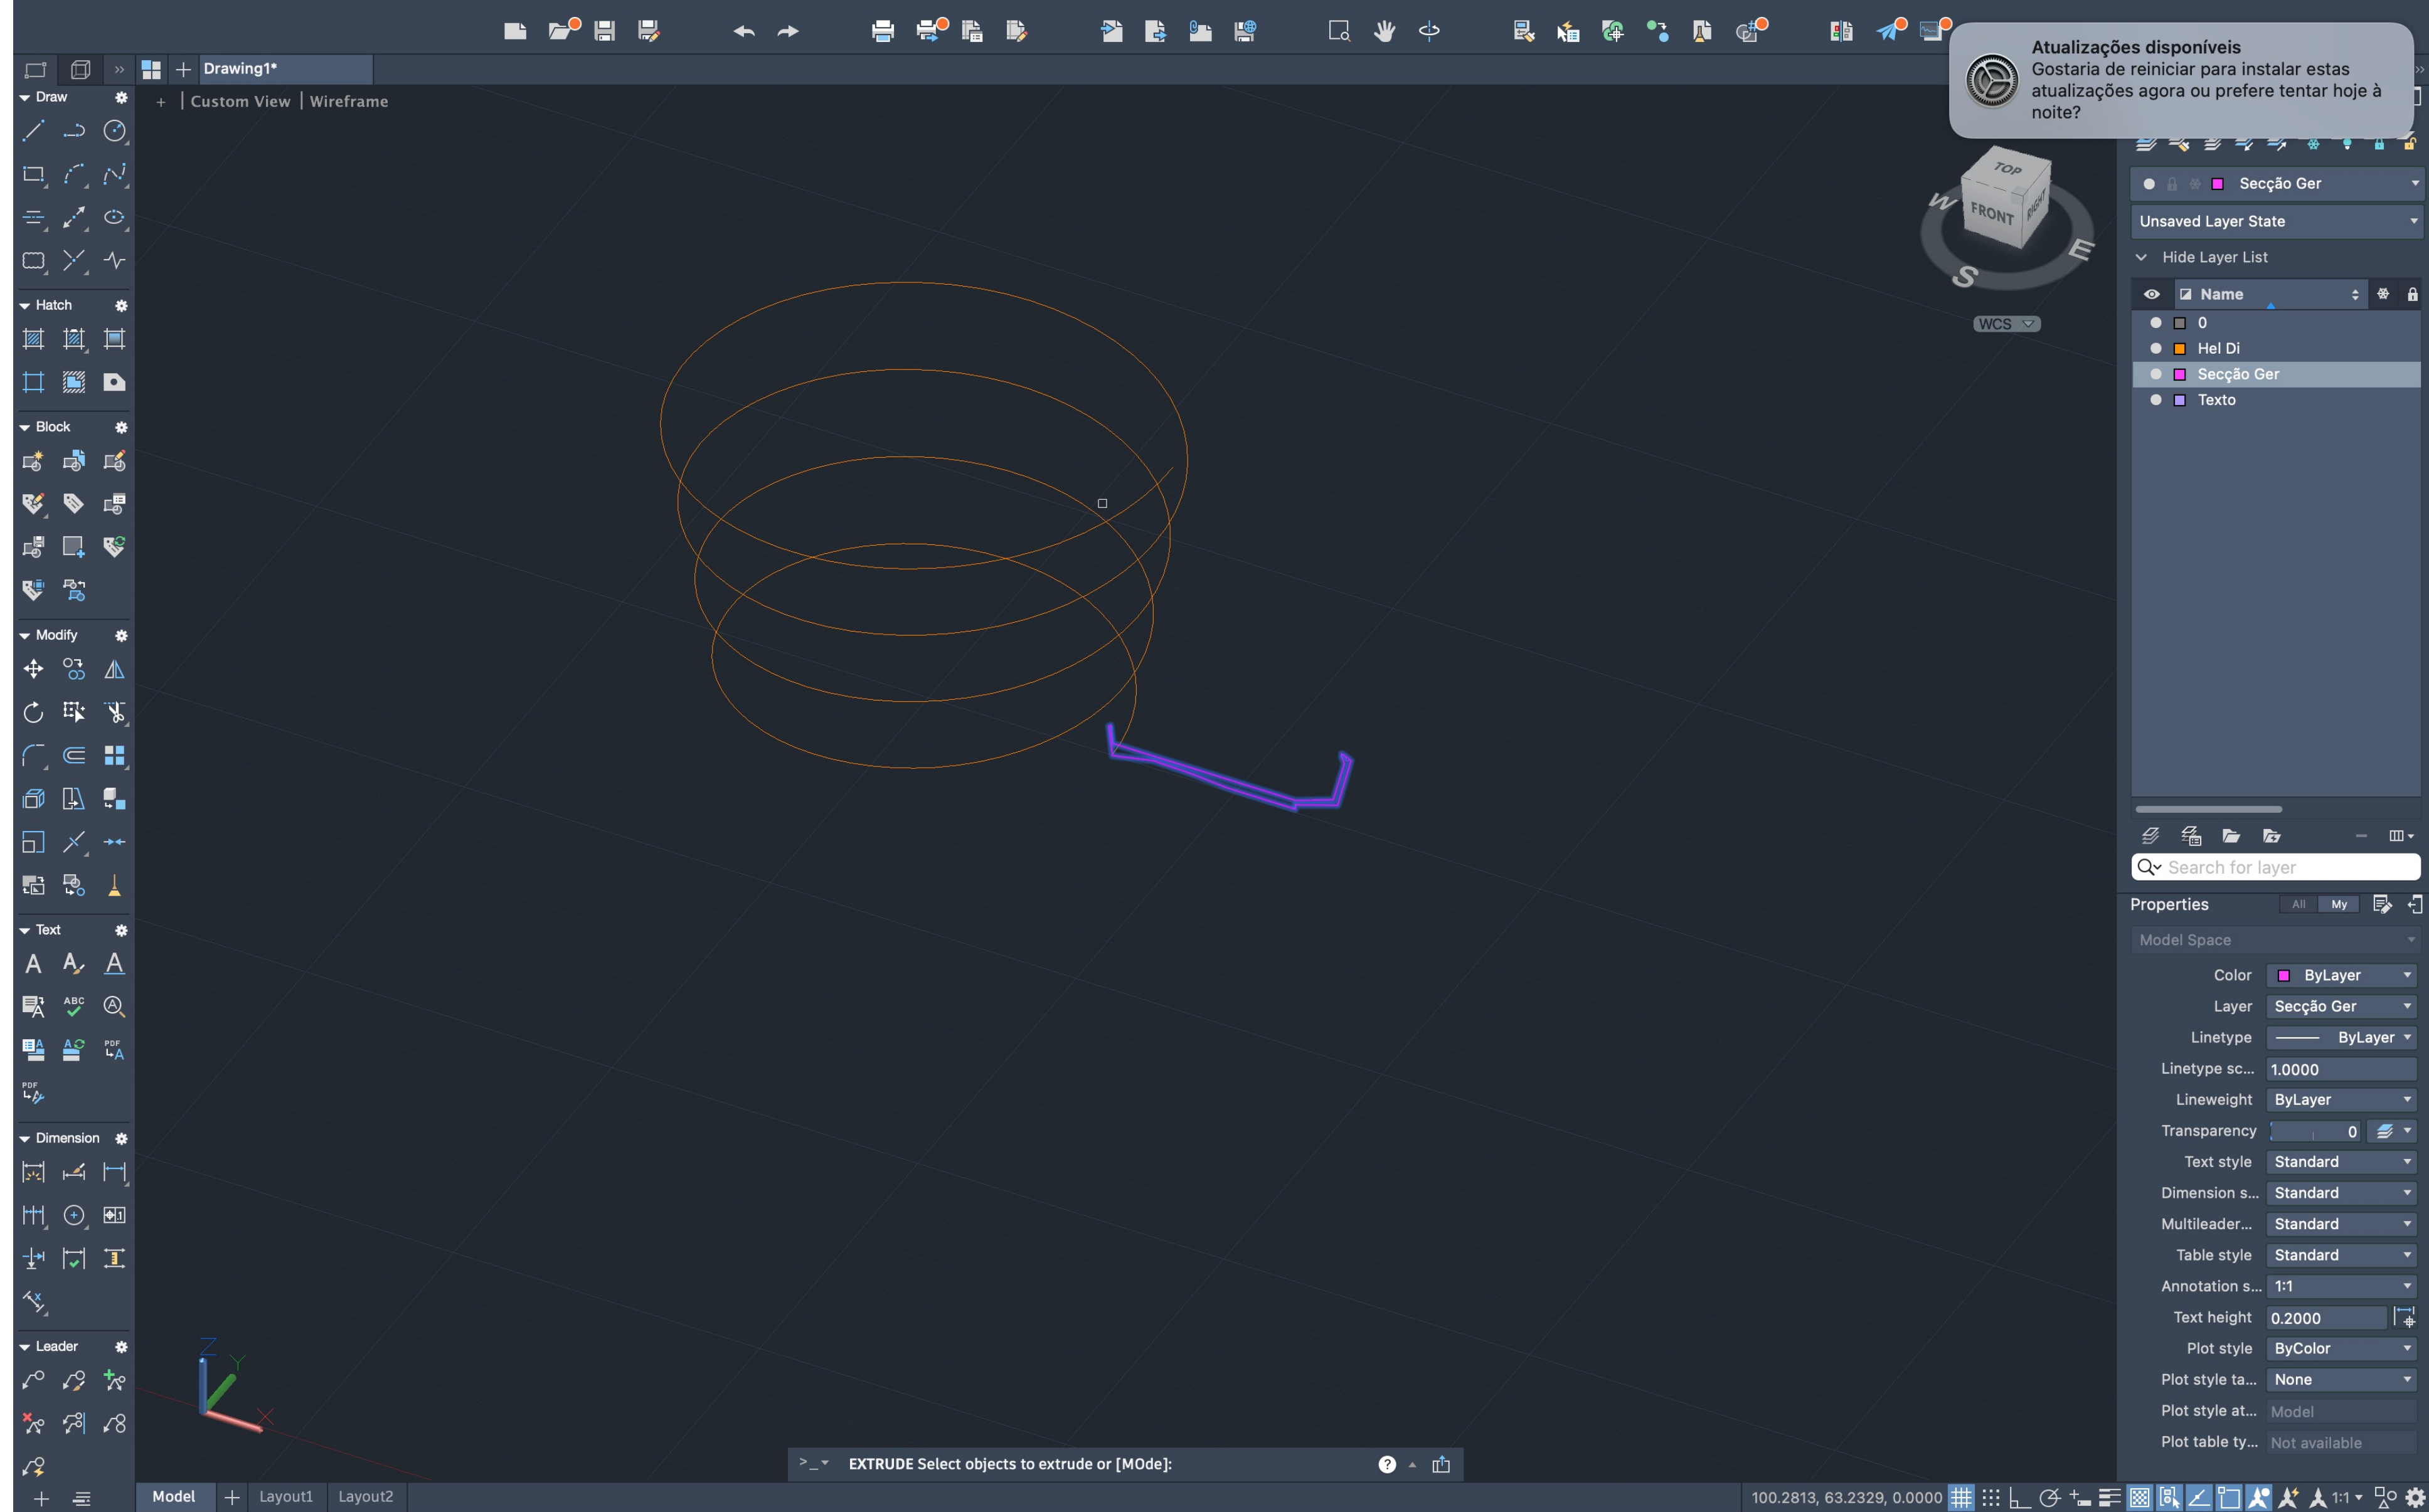 Drawing1*
Atualizações disponíveis
Gostaria de reiniciar para instalar estas
atualizações agora ou prefere tentar hoje à
noite?
+ | Custom View | Wireframe
Draw
Hatch
Block
Modify
Text
A A A
A ABC A
A A PDF A
PDF
Dimension
Leader
TOP
FRONT
RIGHT
W
S
E
WCS
Secção Ger
Unsaved Layer State
Hide Layer List
Name
0
Hel Di
Secção Ger
Texto
Search for layer
Properties All My
Model Space
Color ByLayer
Layer Secção Ger
Linetype ByLayer
Linetype sc... 1.0000
Lineweight ByLayer
Transparency 0
Text style Standard
Dimension s... Standard
Multileader... Standard
Table style Standard
Annotation s... 1:1
Text height 0.2000
Plot style ByColor
Plot style ta... None
Plot style at... Model
Plot table ty... Not available
Z
Y
X
>_ EXTRUDE Select objects to extrude or [MOde]: ?
Model + Layout1 Layout2
100.2813, 63.2329, 0.0000 1:1